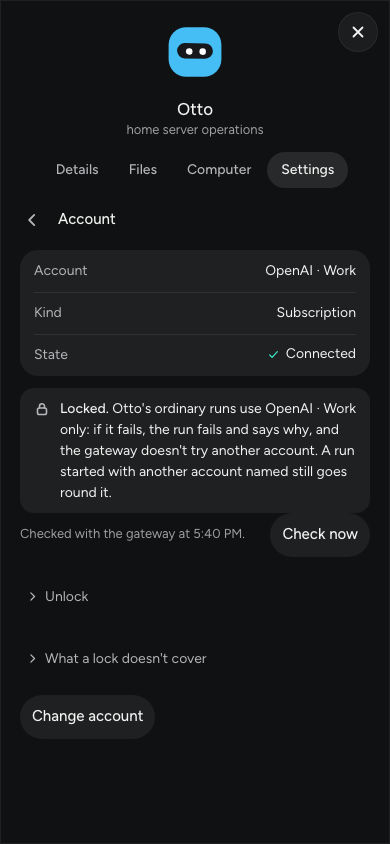 Otto
home server operations
Details Files Computer Settings
Account
Account OpenAI · Work
Kind Subscription
State Connected
Locked. Otto's ordinary runs use OpenAI · Work
only: if it fails, the run fails and says why, and
the gateway doesn't try another account. A run
started with another account named still goes
round it.
Checked with the gateway at 5:40 PM. Check now
Unlock
What a lock doesn't cover
Change account